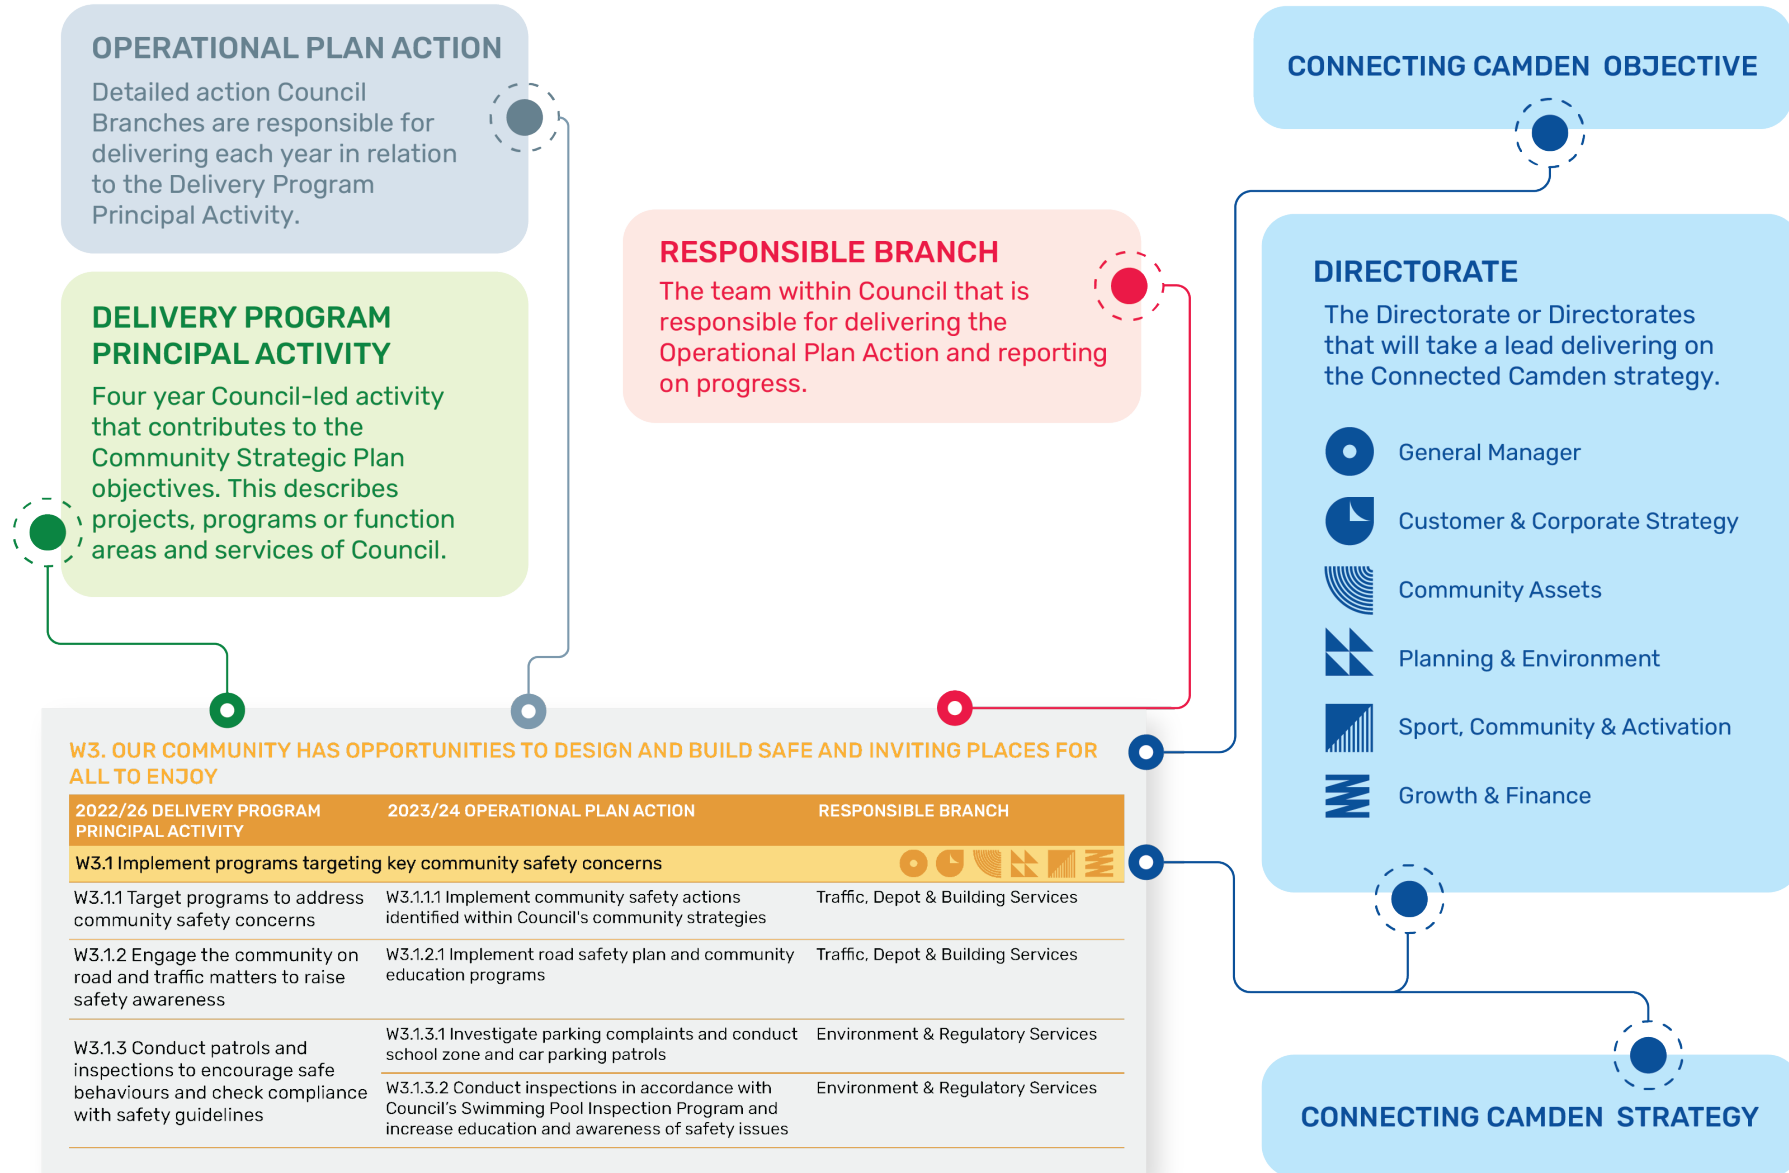 OPERATIONAL PLAN ACTION
Detailed action Council
Branches are responsible for
delivering each year in relation
to the Delivery Program
Principal Activity.
DELIVERY PROGRAM
PRINCIPAL ACTIVITY
Four year Council-led activity
that contributes to the
Community Strategic Plan
objectives. This describes
projects, programs or function
areas and services of Council.
RESPONSIBLE BRANCH
The team within Council that is
responsible for delivering the
Operational Plan Action and reporting
on progress.
CONNECTING CAMDEN OBJECTIVE
DIRECTORATE
The Directorate or Directorates
that will take a lead delivering on
the Connected Camden strategy.
General Manager
Customer & Corporate Strategy
Community Assets
Planning & Environment
Sport, Community & Activation
Growth & Finance
CONNECTING CAMDEN STRATEGY
W3. OUR COMMUNITY HAS OPPORTUNITIES TO DESIGN AND BUILD SAFE AND INVITING PLACES FOR
ALL TO ENJOY
2022/26 DELIVERY PROGRAM
PRINCIPAL ACTIVITY
2023/24 OPERATIONAL PLAN ACTION
RESPONSIBLE BRANCH
W3.1 Implement programs targeting key community safety concerns
W3.1.1 Target programs to address
community safety concerns
W3.1.1.1 Implement community safety actions
identified within Council's community strategies
Traffic, Depot & Building Services
W3.1.2 Engage the community on
road and traffic matters to raise
safety awareness
W3.1.2.1 Implement road safety plan and community
education programs
Traffic, Depot & Building Services
W3.1.3 Conduct patrols and
inspections to encourage safe
behaviours and check compliance
with safety guidelines
W3.1.3.1 Investigate parking complaints and conduct
school zone and car parking patrols
Environment & Regulatory Services
W3.1.3.2 Conduct inspections in accordance with
Council's Swimming Pool Inspection Program and
increase education and awareness of safety issues
Environment & Regulatory Services